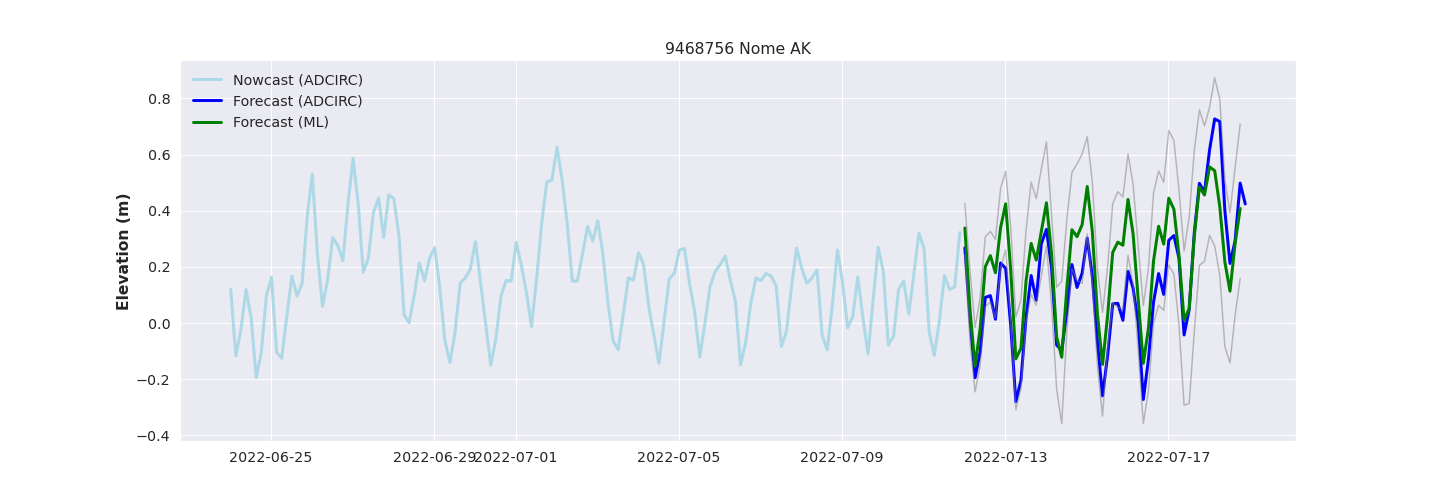 9468756 Nome AK
Nowcast (ADCIRC)
Forecast (ADCIRC)
Forecast (ML)
Elevation (m)
0.8
0.6
0.4
0.2
0.0
−0.2
−0.4
2022-06-25 2022-06-29 2022-07-01 2022-07-05 2022-07-09 2022-07-13 2022-07-17